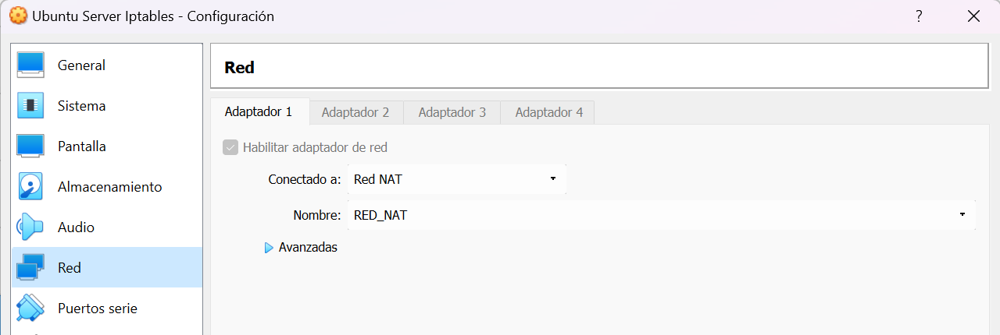 Ubuntu Server Iptables - Configuración ?
General
Sistema
Pantalla
Almacenamiento
Audio
Red
Puertos serie
Red
Adaptador 1 Adaptador 2 Adaptador 3 Adaptador 4
Habilitar adaptador de red
Conectado a: Red NAT
Nombre: RED_NAT
Avanzadas